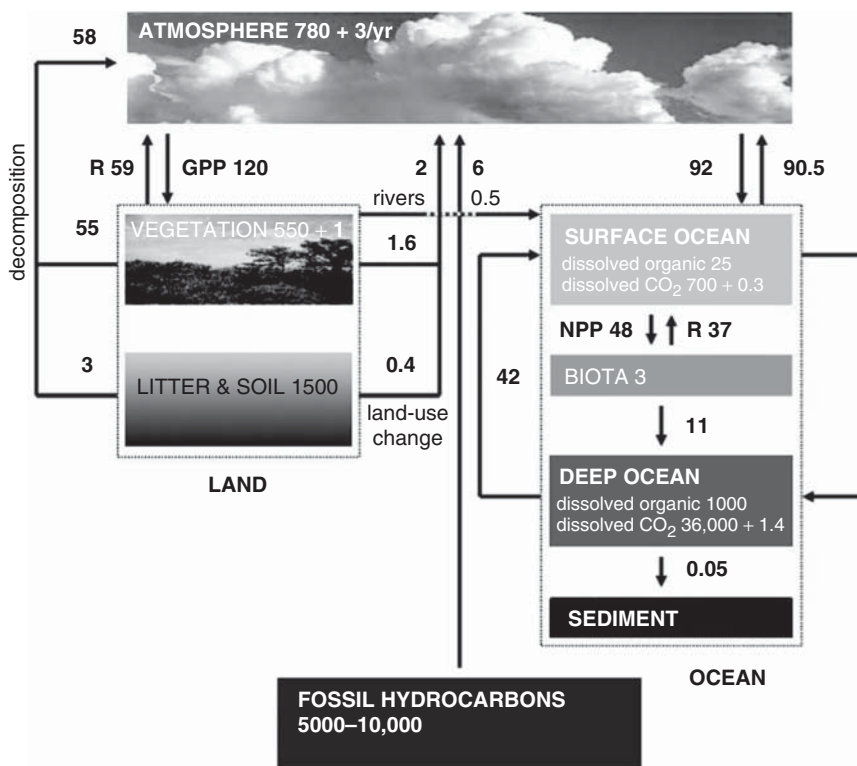 58
ATMOSPHERE 780 + 3/yr
decomposition
R 59
GPP 120
2
6
92
90.5
rivers
0.5
55
VEGETATION 550 + 1
1.6
SURFACE OCEAN
dissolved organic 25
dissolved CO₂ 700 + 0.3
NPP 48
R 37
3
LITTER & SOIL 1500
0.4
land-use
change
42
BIOTA 3
11
LAND
DEEP OCEAN
dissolved organic 1000
dissolved CO₂ 36,000 + 1.4
0.05
SEDIMENT
OCEAN
FOSSIL HYDROCARBONS
5000–10,000